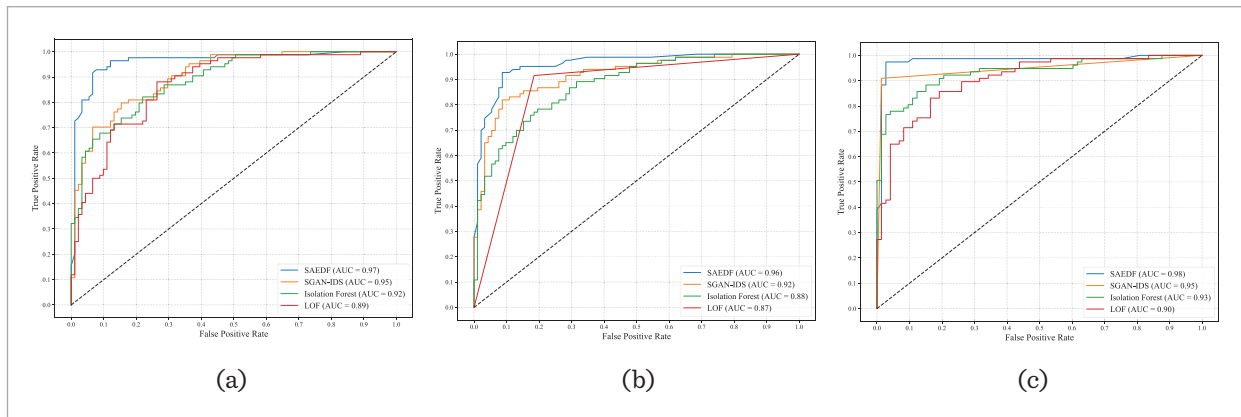 1.0
0.9
0.8
0.7
0.6
0.5
0.4
0.3
0.2
0.1
0.0
True Positive Rate
0.0 0.1 0.2 0.3 0.4 0.5 0.6 0.7 0.8 0.9 1.0
False Positive Rate
SAEDF (AUC = 0.97)
SGAN-IDS (AUC = 0.95)
Isolation Forest (AUC = 0.92)
LOF (AUC = 0.89)
(a)
1.0
0.9
0.8
0.7
0.6
0.5
0.4
0.3
0.2
0.1
0.0
True Positive Rate
0.0 0.1 0.2 0.3 0.4 0.5 0.6 0.7 0.8 0.9 1.0
False Positive Rate
SAEDF (AUC = 0.96)
SGAN-IDS (AUC = 0.92)
Isolation Forest (AUC = 0.88)
LOF (AUC = 0.87)
(b)
1.0
0.9
0.8
0.7
0.6
0.5
0.4
0.3
0.2
0.1
0.0
True Positive Rate
0.0 0.1 0.2 0.3 0.4 0.5 0.6 0.7 0.8 0.9 1.0
False Positive Rate
SAEDF (AUC = 0.98)
SGAN-IDS (AUC = 0.95)
Isolation Forest (AUC = 0.93)
LOF (AUC = 0.90)
(c)